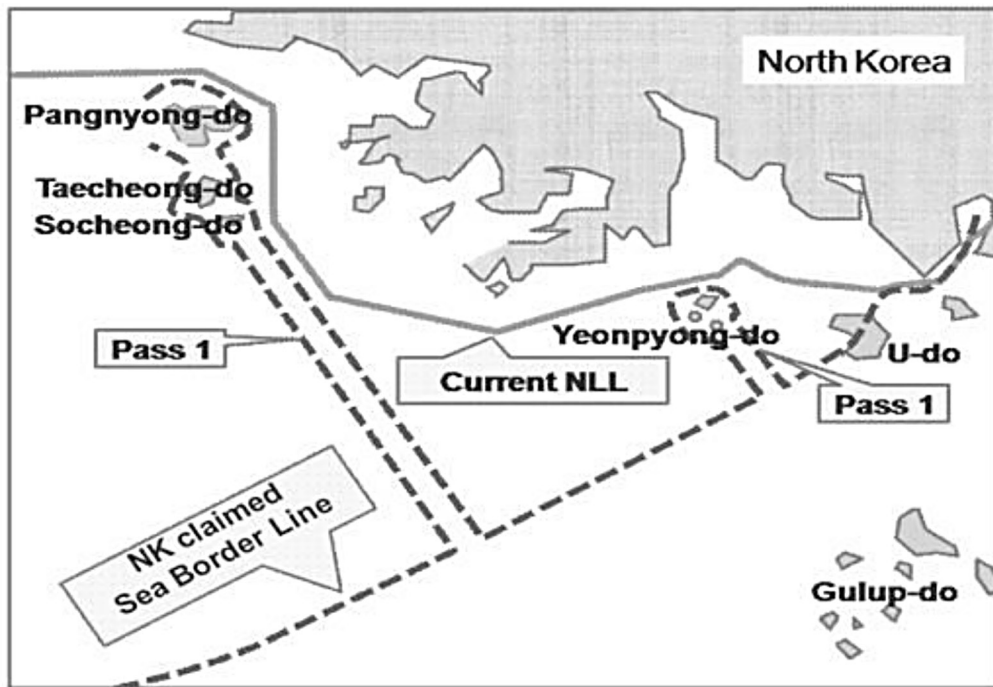 North Korea
Pangnyong-do
Taecheong-do
Socheong-do
Yeonpyong-do
Pass 1
U-do
Current NLL
Pass 1
NK claimed
Sea Border Line
Gulup-do